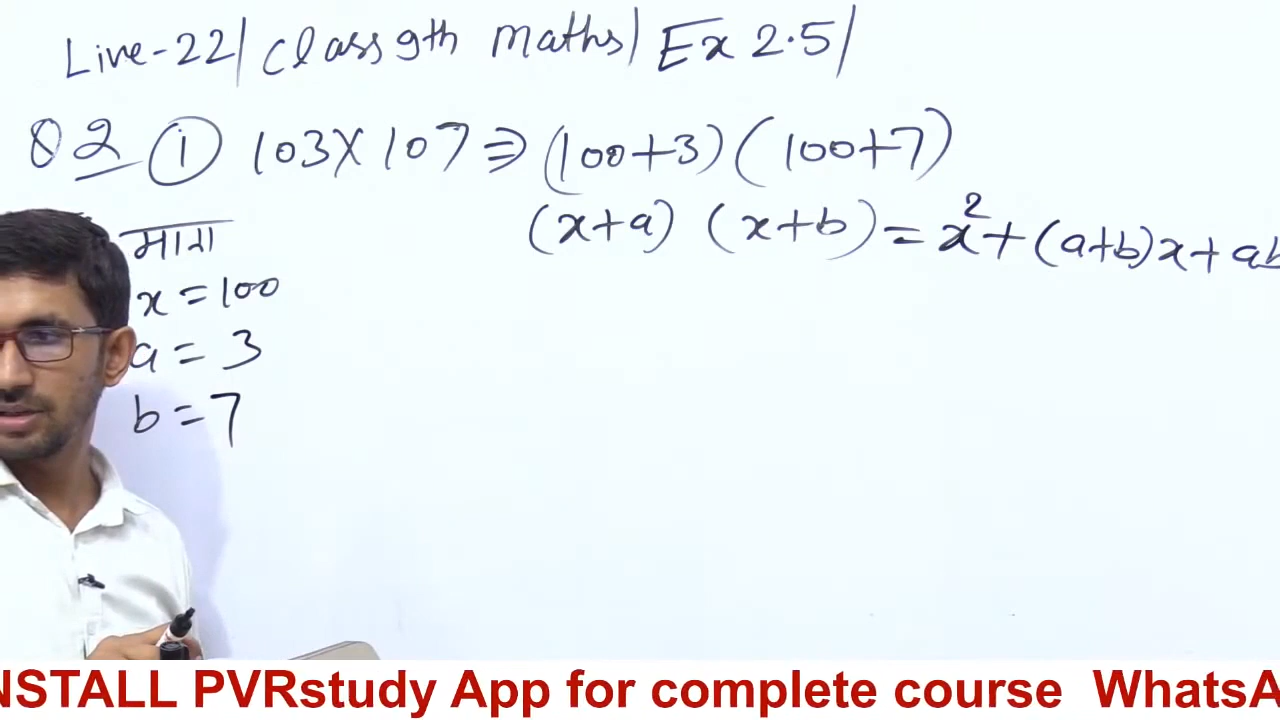 Live-22/ Class 9th maths/ Ex 2.5/
Q 2 ① 103 X 107 ⇒ (100+3) (100+7)
(x+a) (x+b) = x² + (a+b)x + ab
माना
x = 100
a = 3
b = 7
NSTALL PVRstudy App for complete course WhatsA